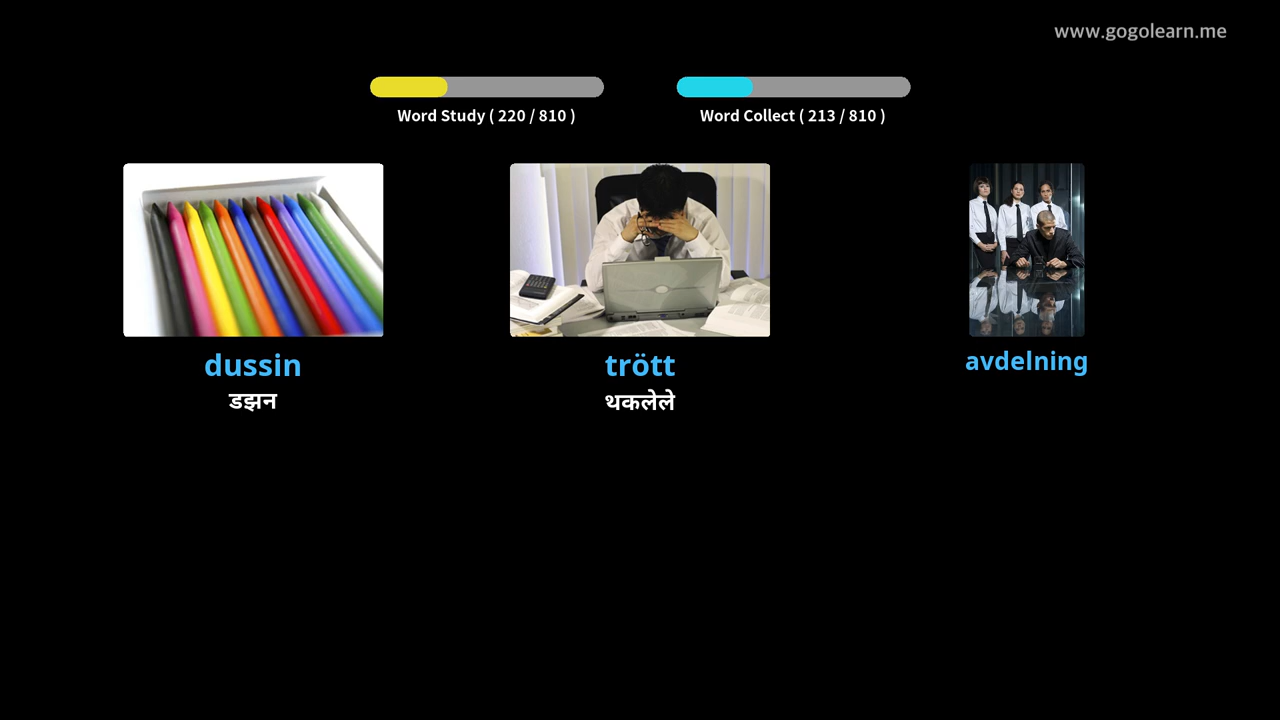 www.gogolearn.me
Word Study ( 220 / 810 )
Word Collect ( 213 / 810 )
dussin
डझन
trött
थकलेले
avdelning